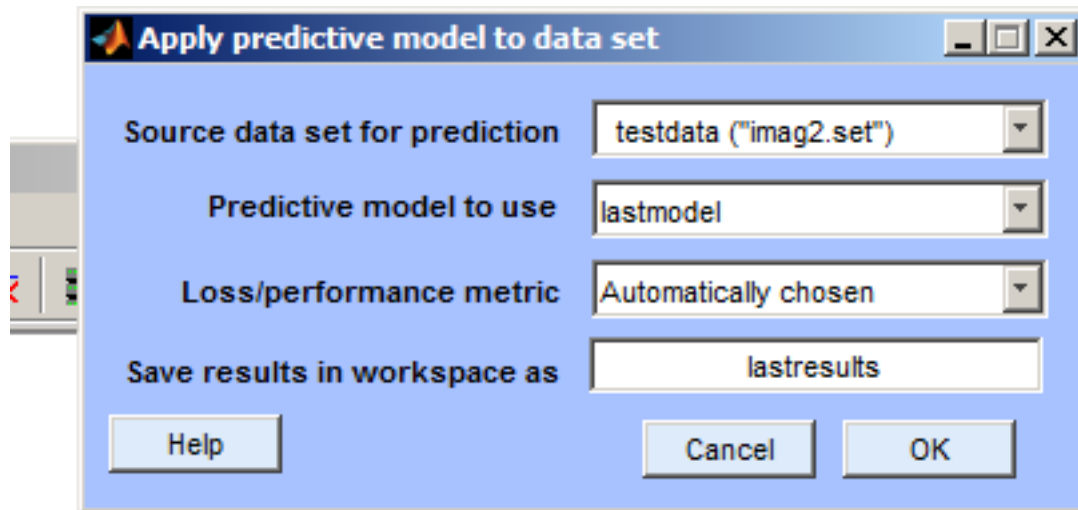 Apply predictive model to data set
Source data set for prediction testdata ("imag2.set")
Predictive model to use lastmodel
Loss/performance metric Automatically chosen
Save results in workspace as lastresults
Help Cancel OK